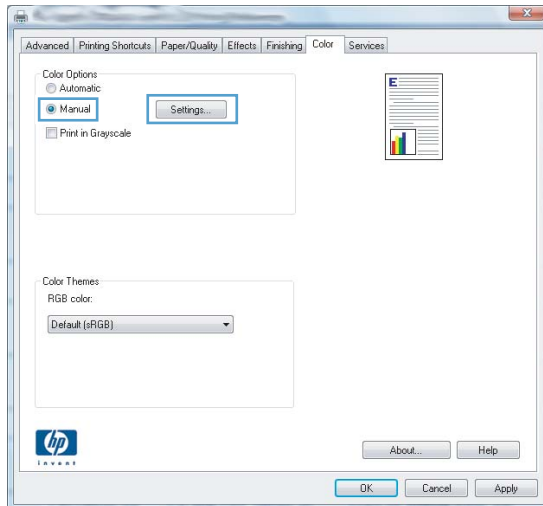 Advanced Printing Shortcuts Paper/Quality Effects Finishing Color Services
Color Options
Automatic
Manual Settings...
Print in Grayscale
E
Color Themes
RGB color:
Default (sRGB)
hp
invent
About... Help
OK Cancel Apply